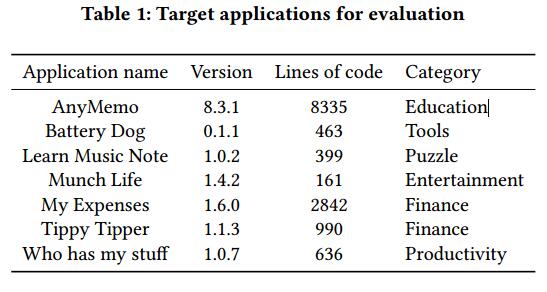 Table 1: Target applications for evaluation
Application name Version Lines of code Category
AnyMemo 8.3.1 8335 Education
Battery Dog 0.1.1 463 Tools
Learn Music Note 1.0.2 399 Puzzle
Munch Life 1.4.2 161 Entertainment
My Expenses 1.6.0 2842 Finance
Tippy Tipper 1.1.3 990 Finance
Who has my stuff 1.0.7 636 Productivity